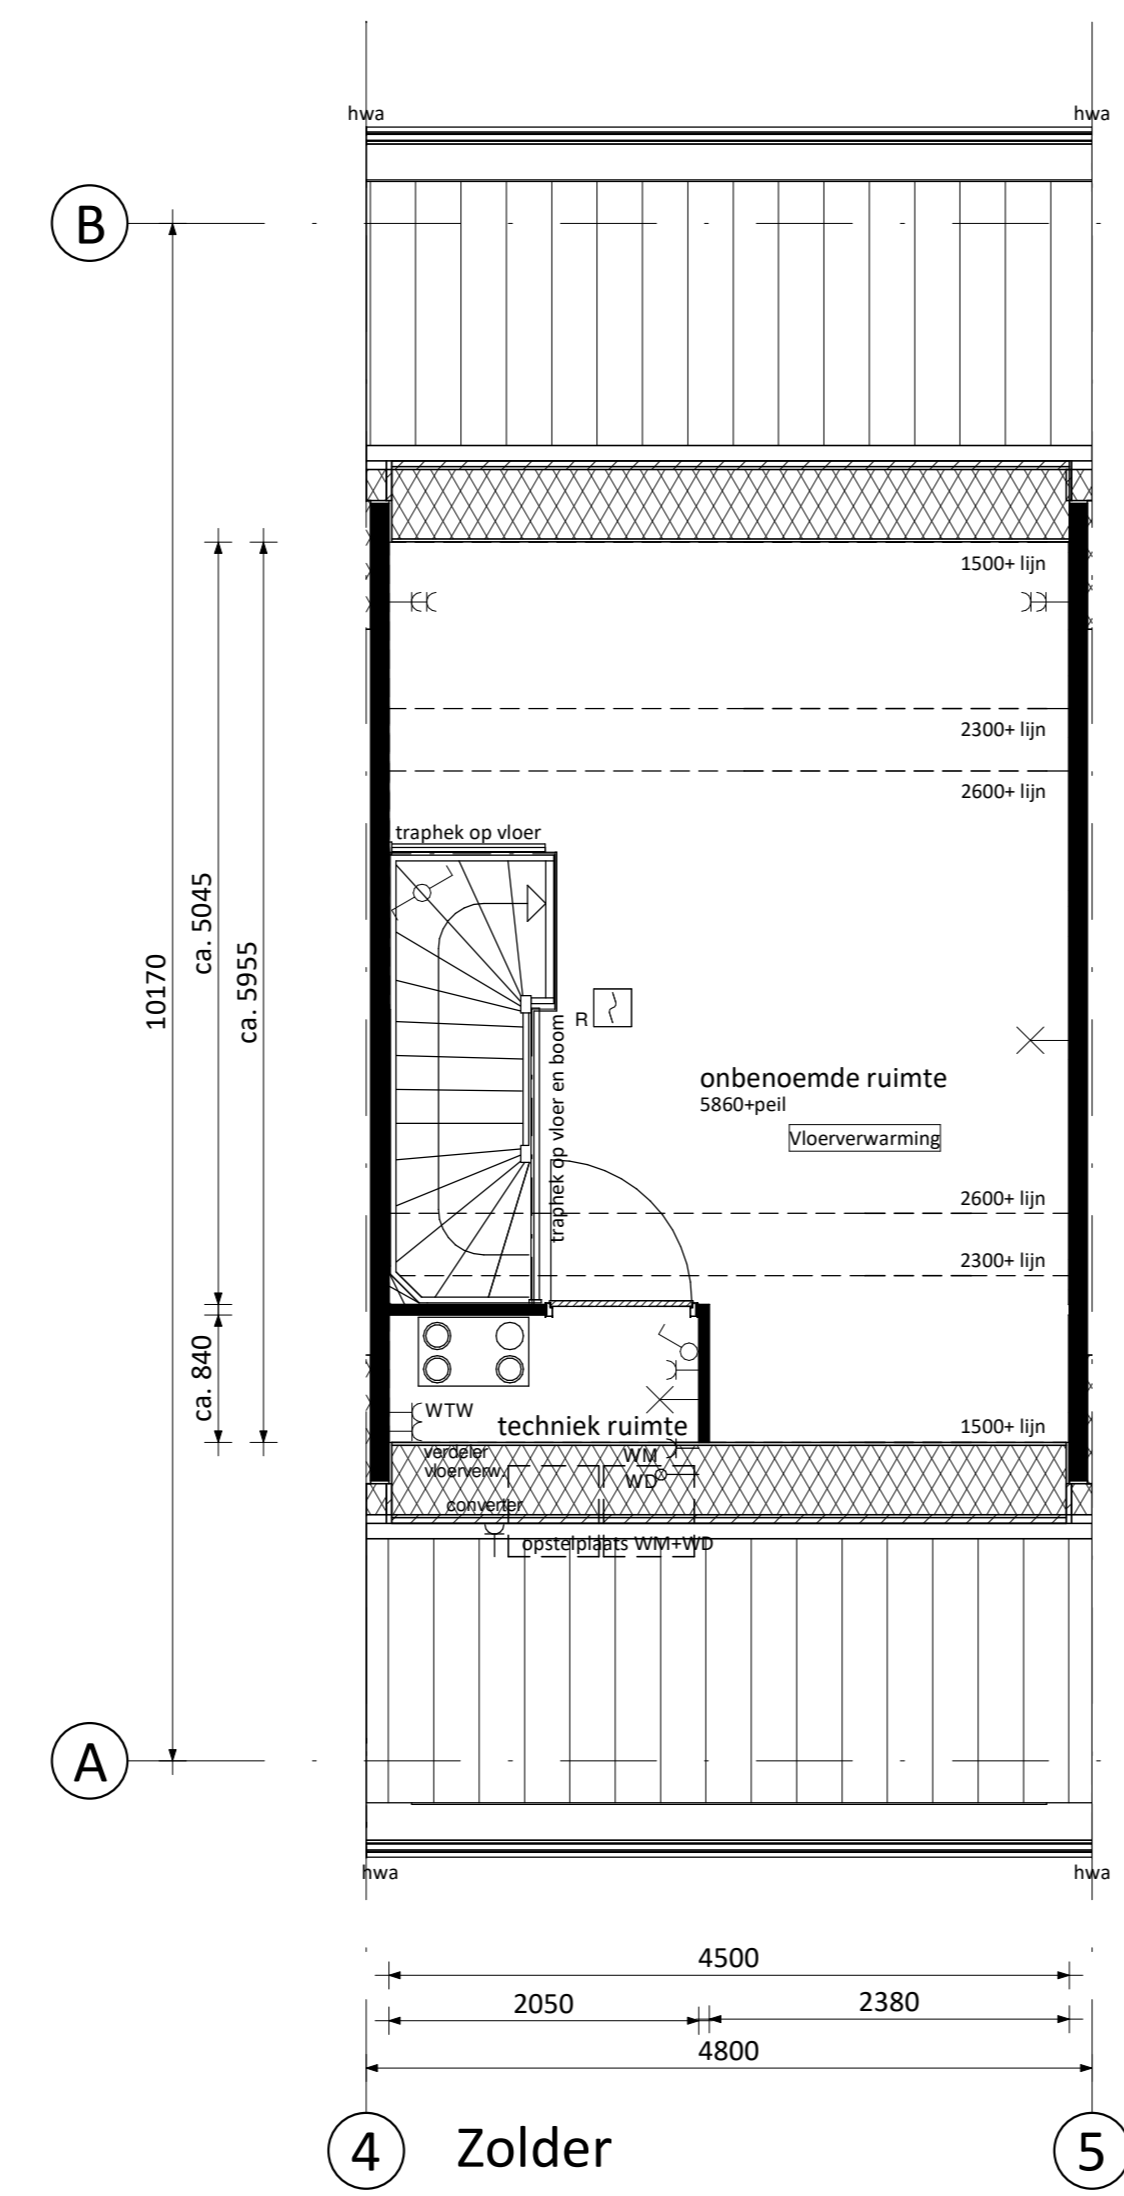 hwa
hwa
B
1500+ lijn
2300+ lijn
2600+ lijn
traphek op vloer
ca. 5045
ca. 5955
10170
R
traphek op vloer en boom
onbenoemde ruimte
5860+peil
Vloerverwarming
2600+ lijn
2300+ lijn
ca. 840
WTW
techniek ruimte
1500+ lijn
verdeler
vloerverw.
WM
WD
converter
opstelplaats WM+WD
A
hwa
hwa
4500
2050
2380
4800
4
Zolder
5